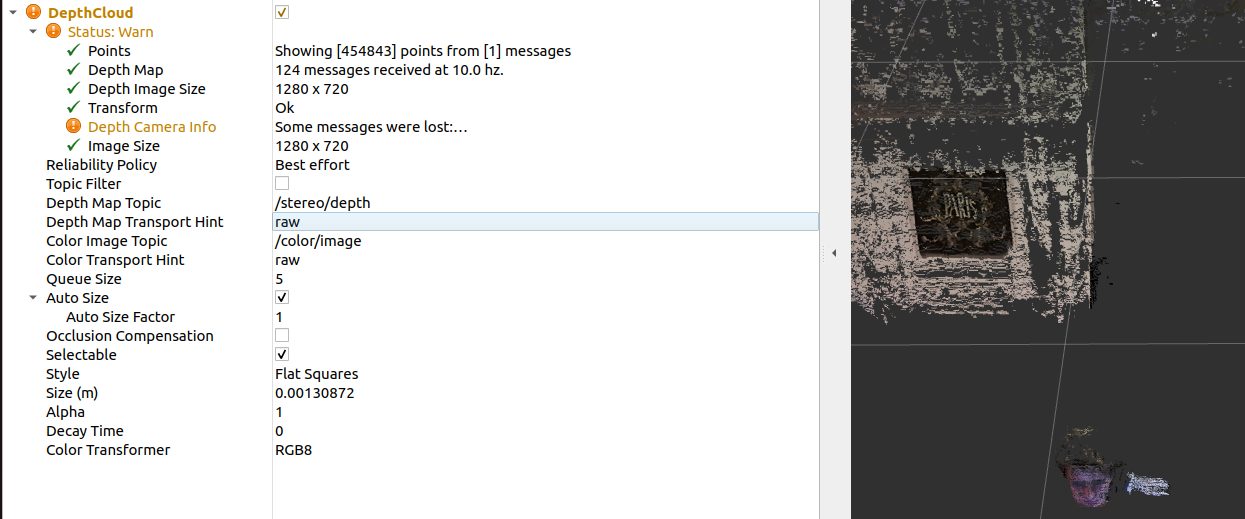 DepthCloud
Status: Warn
Points Showing [454843] points from [1] messages
Depth Map 124 messages received at 10.0 hz.
Depth Image Size 1280 x 720
Transform Ok
Depth Camera Info Some messages were lost:…
Image Size 1280 x 720
Reliability Policy Best effort
Topic Filter
Depth Map Topic /stereo/depth
Depth Map Transport Hint raw
Color Image Topic /color/image
Color Transport Hint raw
Queue Size 5
Auto Size
Auto Size Factor 1
Occlusion Compensation
Selectable
Style Flat Squares
Size (m) 0.00130872
Alpha 1
Decay Time 0
Color Transformer RGB8
PARIS